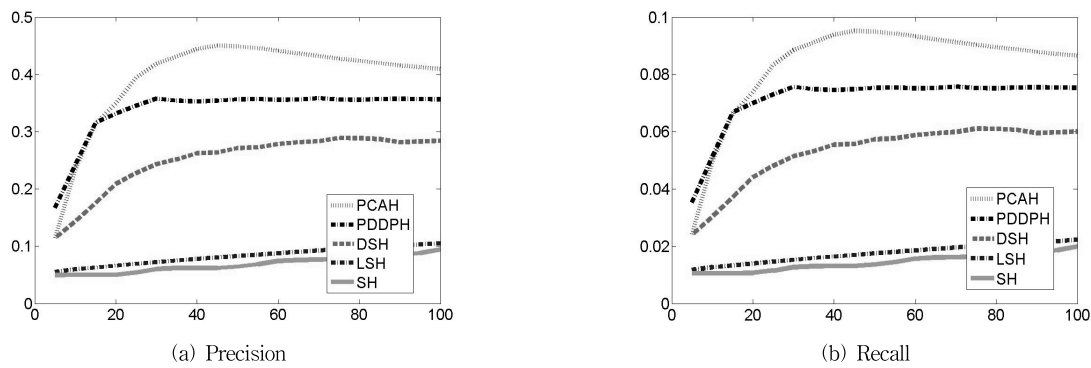 0.5
0.4
0.3
0.2
0.1
0
0 20 40 60 80 100
PCAH
PDDPH
DSH
LSH
SH
(a) Precision
0.1
0.08
0.06
0.04
0.02
0
0 20 40 60 80 100
PCAH
PDDPH
DSH
LSH
SH
(b) Recall